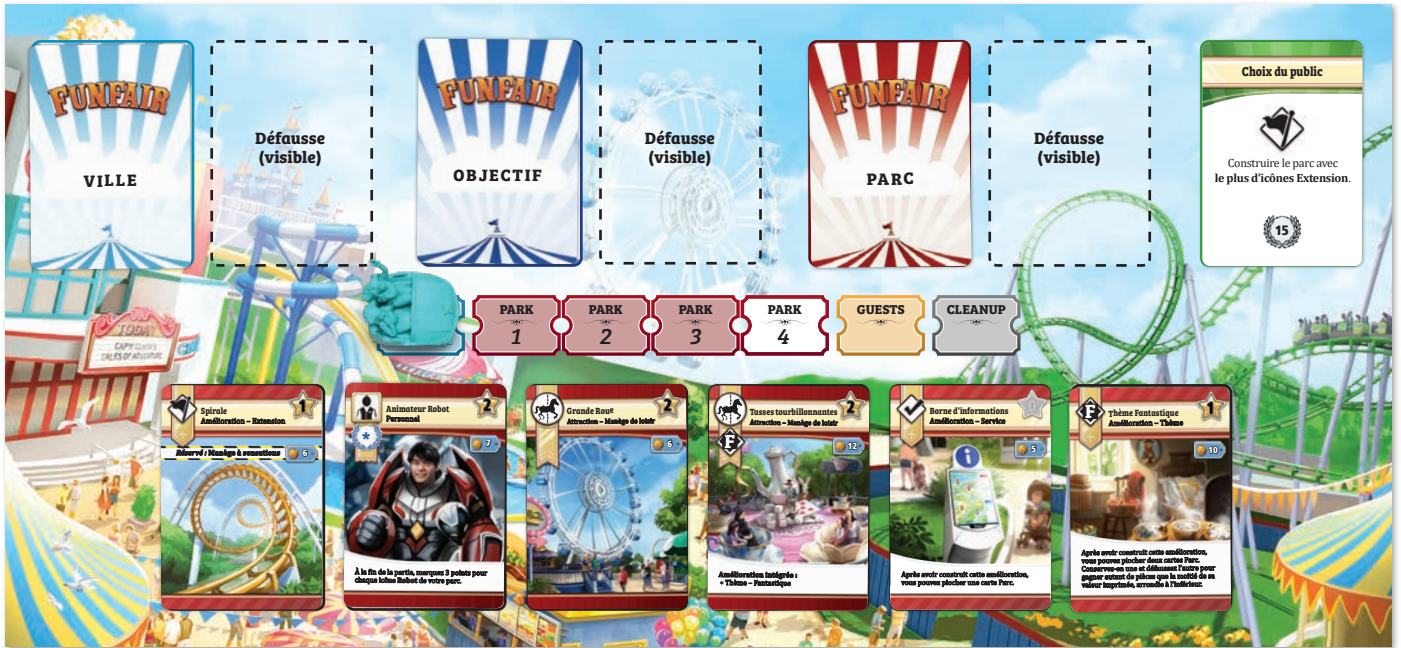 FUNFAIR
VILLE
Défausse
(visible)
FUNFAIR
OBJECTIF
Défausse
(visible)
FUNFAIR
PARC
Défausse
(visible)
Choix du public
Construire le parc avec
le plus d'icônes Extension.
15
TODAY
CAP'N CLARK'S
TALES OF ADVENTURE
PARK
1
PARK
2
PARK
3
PARK
4
GUESTS
CLEANUP
Spirale
Amélioration – Extension
1
Réservé : Manège à sensations
6
Animateur Robot
Personnel
2
*
7
À la fin de la partie, marquez 3 points pour
chaque icône Robot de votre parc.
Grande Roue
Attraction – Manège de loisir
2
6
Tasses tourbillonnantes
Attraction – Manège de loisir
2
F
12
Amélioration intégrée :
• Thème – Fantastique
Borne d'informations
Amélioration – Service
0
5
i
Après avoir construit cette amélioration,
vous pouvez piocher une carte Parc.
F
Thème Fantastique
Amélioration – Thème
1
10
Après avoir construit cette amélioration,
vous pouvez piocher deux cartes Parc.
Conservez-en une et défaussez l'autre pour
gagner autant de pièces que la moitié de sa
valeur imprimée, arrondie à l'inférieur.